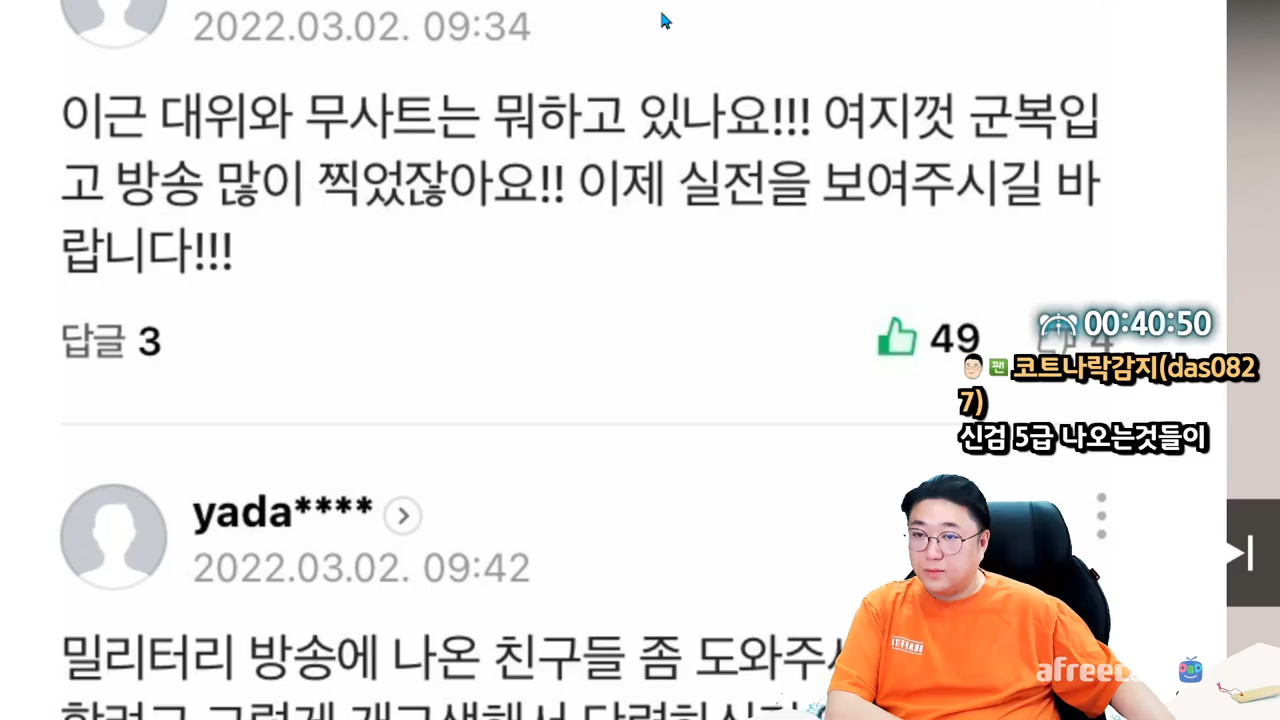 2022.03.02. 09:34
이근 대위와 무사트는 뭐하고 있나요!!! 여지껏 군복입
고 방송 많이 찍었잖아요!! 이제 실전을 보여주시길 바
랍니다!!!
답글 3
49
4
00:40:50
코트나락감지(das082
7)
신검 5급 나오는것들이
yada****
2022.03.02. 09:42
밀리터리 방송에 나온 친구들 좀 도와주
afreec